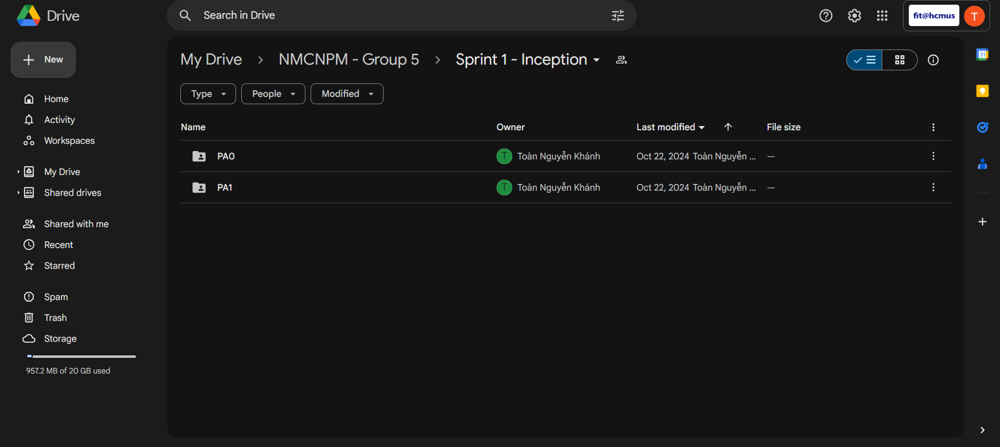 Drive
Search in Drive
fit@hcmus
T
New
My Drive
NMCNPM - Group 5
Sprint 1 - Inception
31
Type
People
Modified
Home
Activity
Workspaces
My Drive
Shared drives
Shared with me
Recent
Starred
Spam
Trash
Storage
957.2 MB of 20 GB used
Name Owner Last modified File size
PA0 T Toàn Nguyễn Khánh Oct 22, 2024 Toàn Nguyễn ... —
PA1 T Toàn Nguyễn Khánh Oct 22, 2024 Toàn Nguyễn ... —